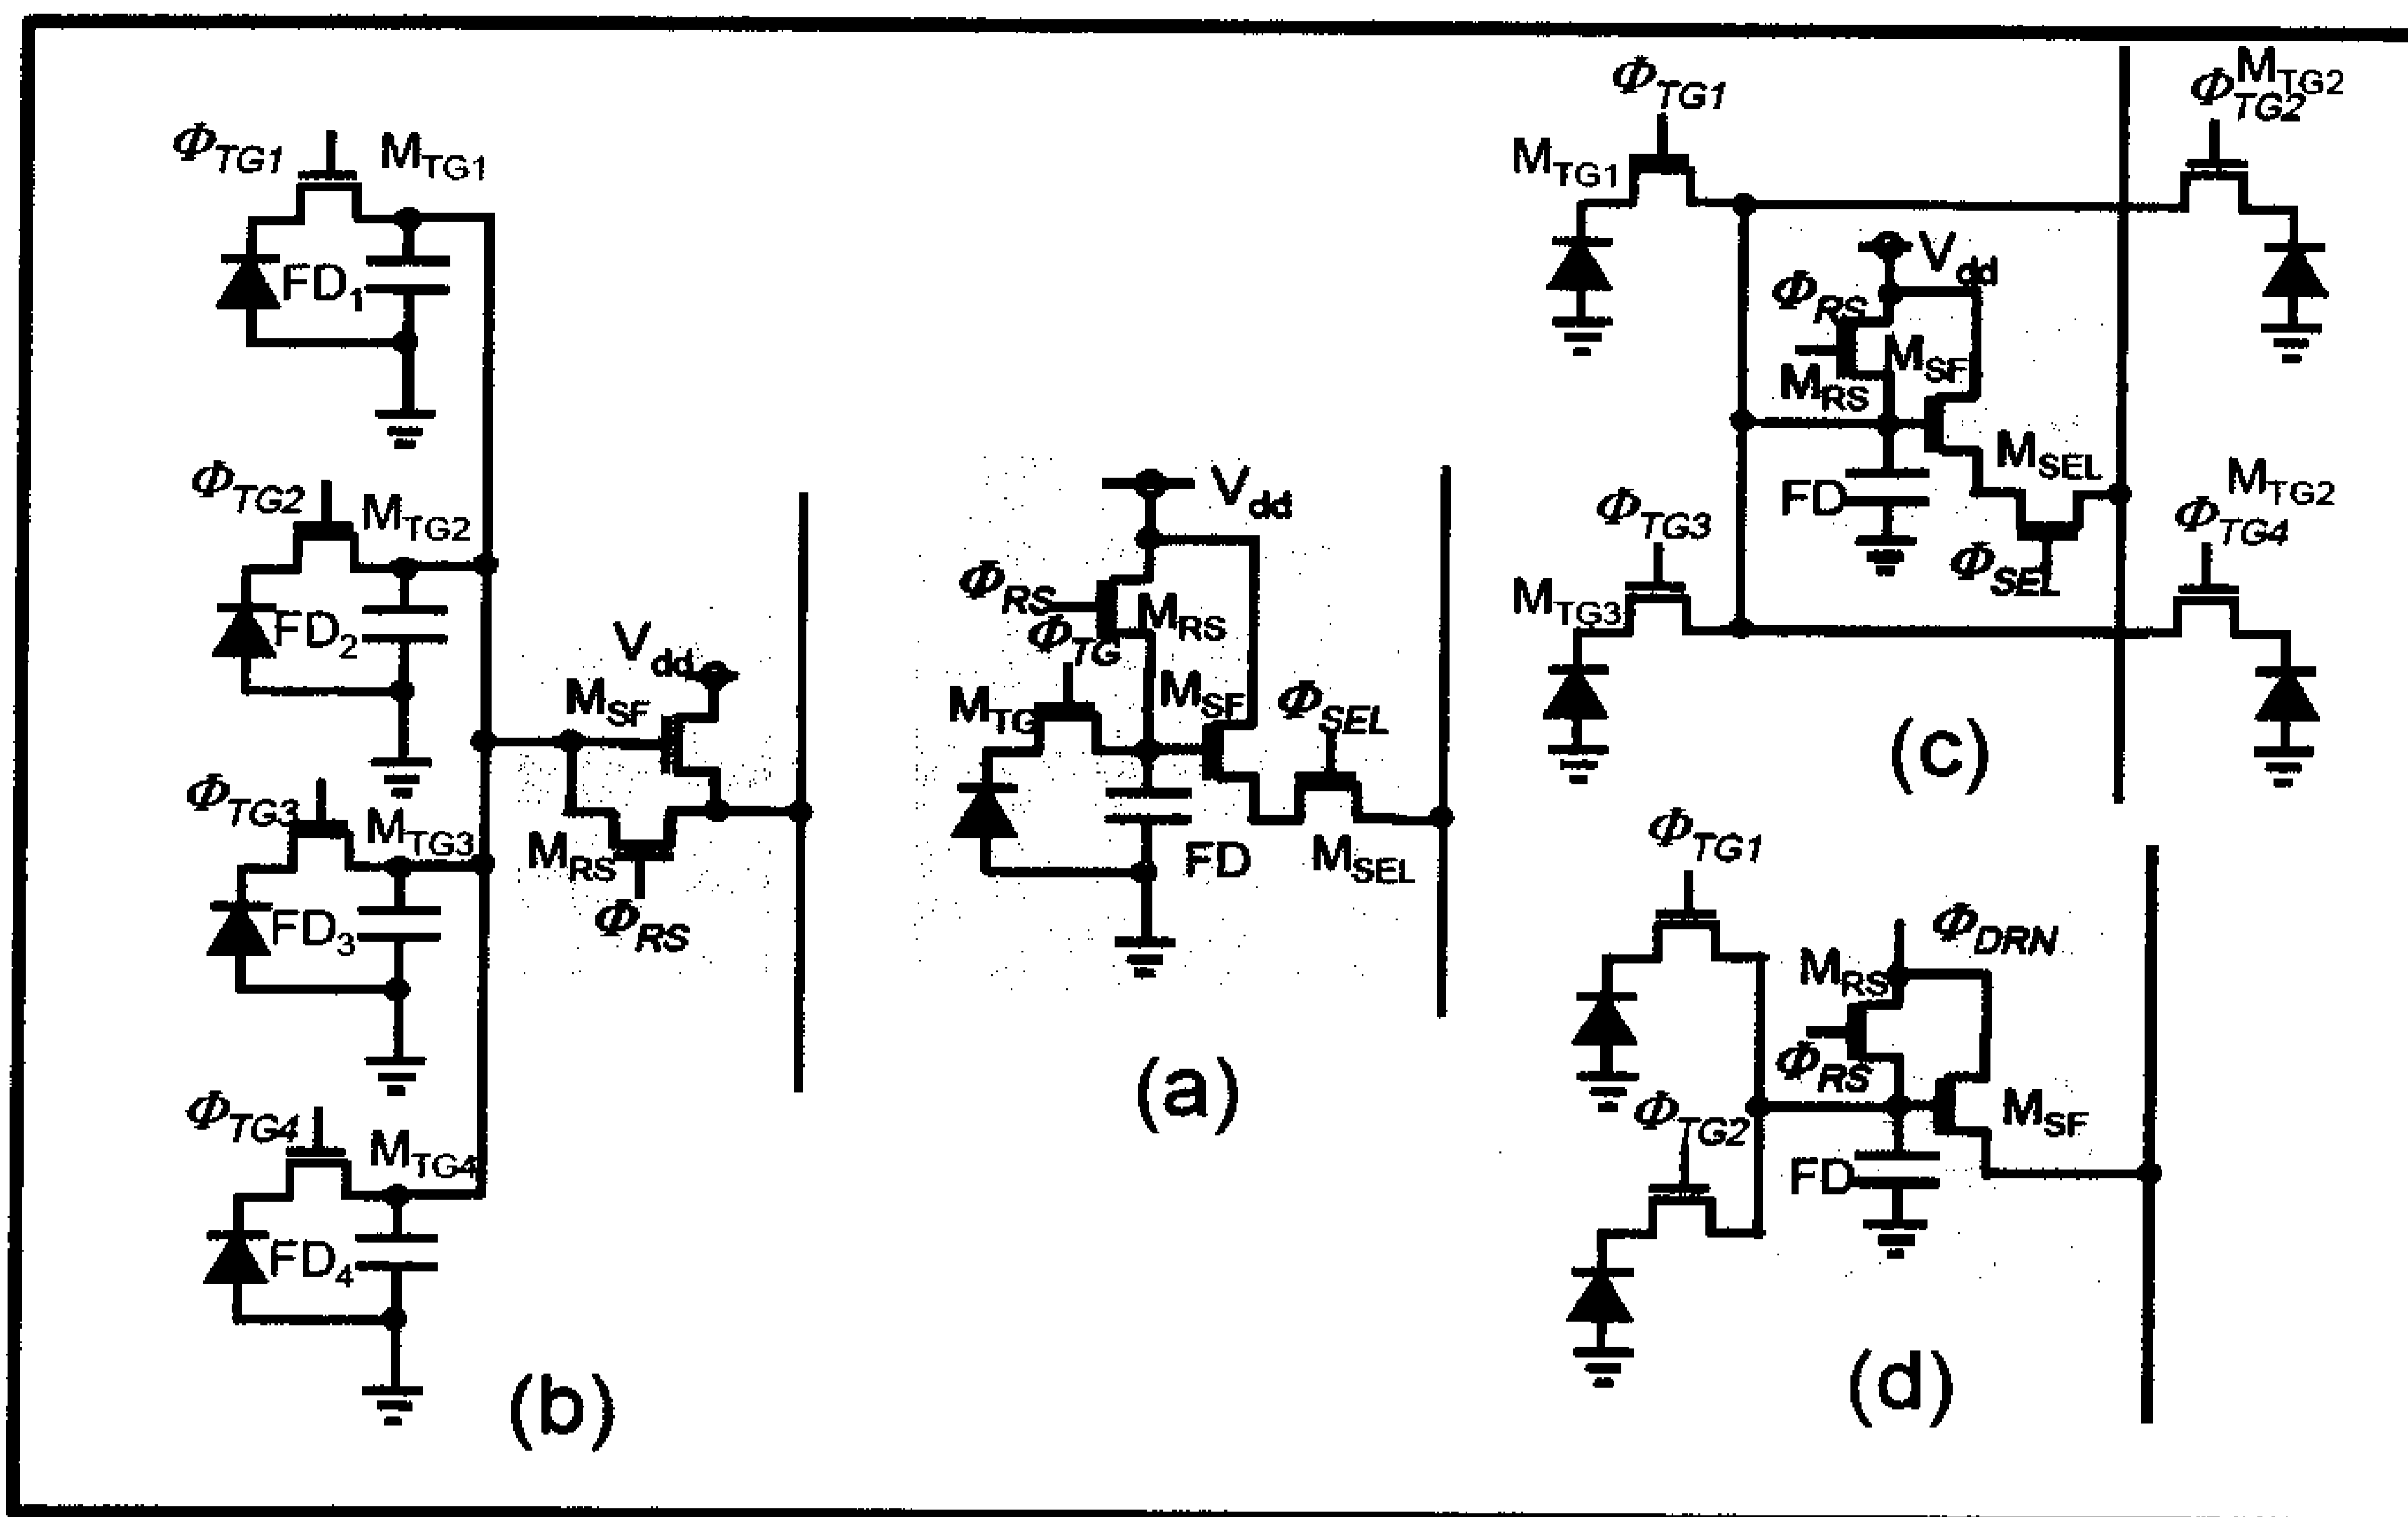 Φ_TG1 M_TG1
FD_1
Φ_TG2 M_TG2
FD_2
Φ_TG3 M_TG3
FD_3
Φ_TG4 M_TG4
FD_4
V_dd
M_SF
M_RS
Φ_RS
(b)
V_dd
Φ_RS M_RS
Φ_TG
M_TG M_SF Φ_SEL
FD M_SEL
(a)
Φ_TG1 M_TG2
Φ_TG2
M_TG1
V_dd
Φ_RS
M_SF
M_RS
M_SEL
FD
Φ_SEL
Φ_TG3 M_TG2
Φ_TG4
M_TG3
(c)
Φ_TG1
Φ_DRN
M_RS
Φ_RS
Φ_TG2 M_SF
FD
(d)